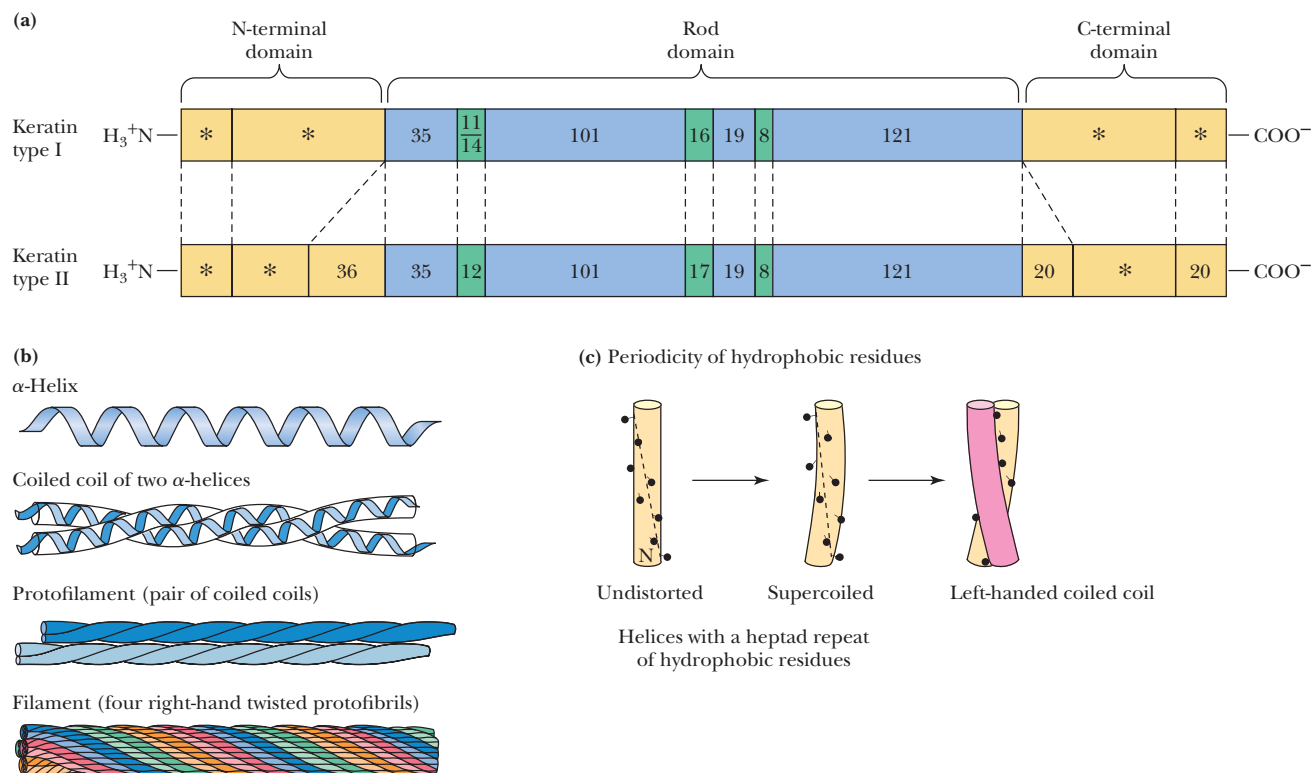 (a)
N-terminal
domain
Rod
domain
C-terminal
domain
Keratin
type I
H₃⁺N
* * 35 11/14 101 16 19 8 121 * *
COO⁻
Keratin
type II
H₃⁺N
* * 36 35 12 101 17 19 8 121 20 * 20
COO⁻
(b)
α-Helix
Coiled coil of two α-helices
Protofilament (pair of coiled coils)
Filament (four right-hand twisted protofibrils)
(c) Periodicity of hydrophobic residues
N
Undistorted
Supercoiled
Left-handed coiled coil
Helices with a heptad repeat
of hydrophobic residues